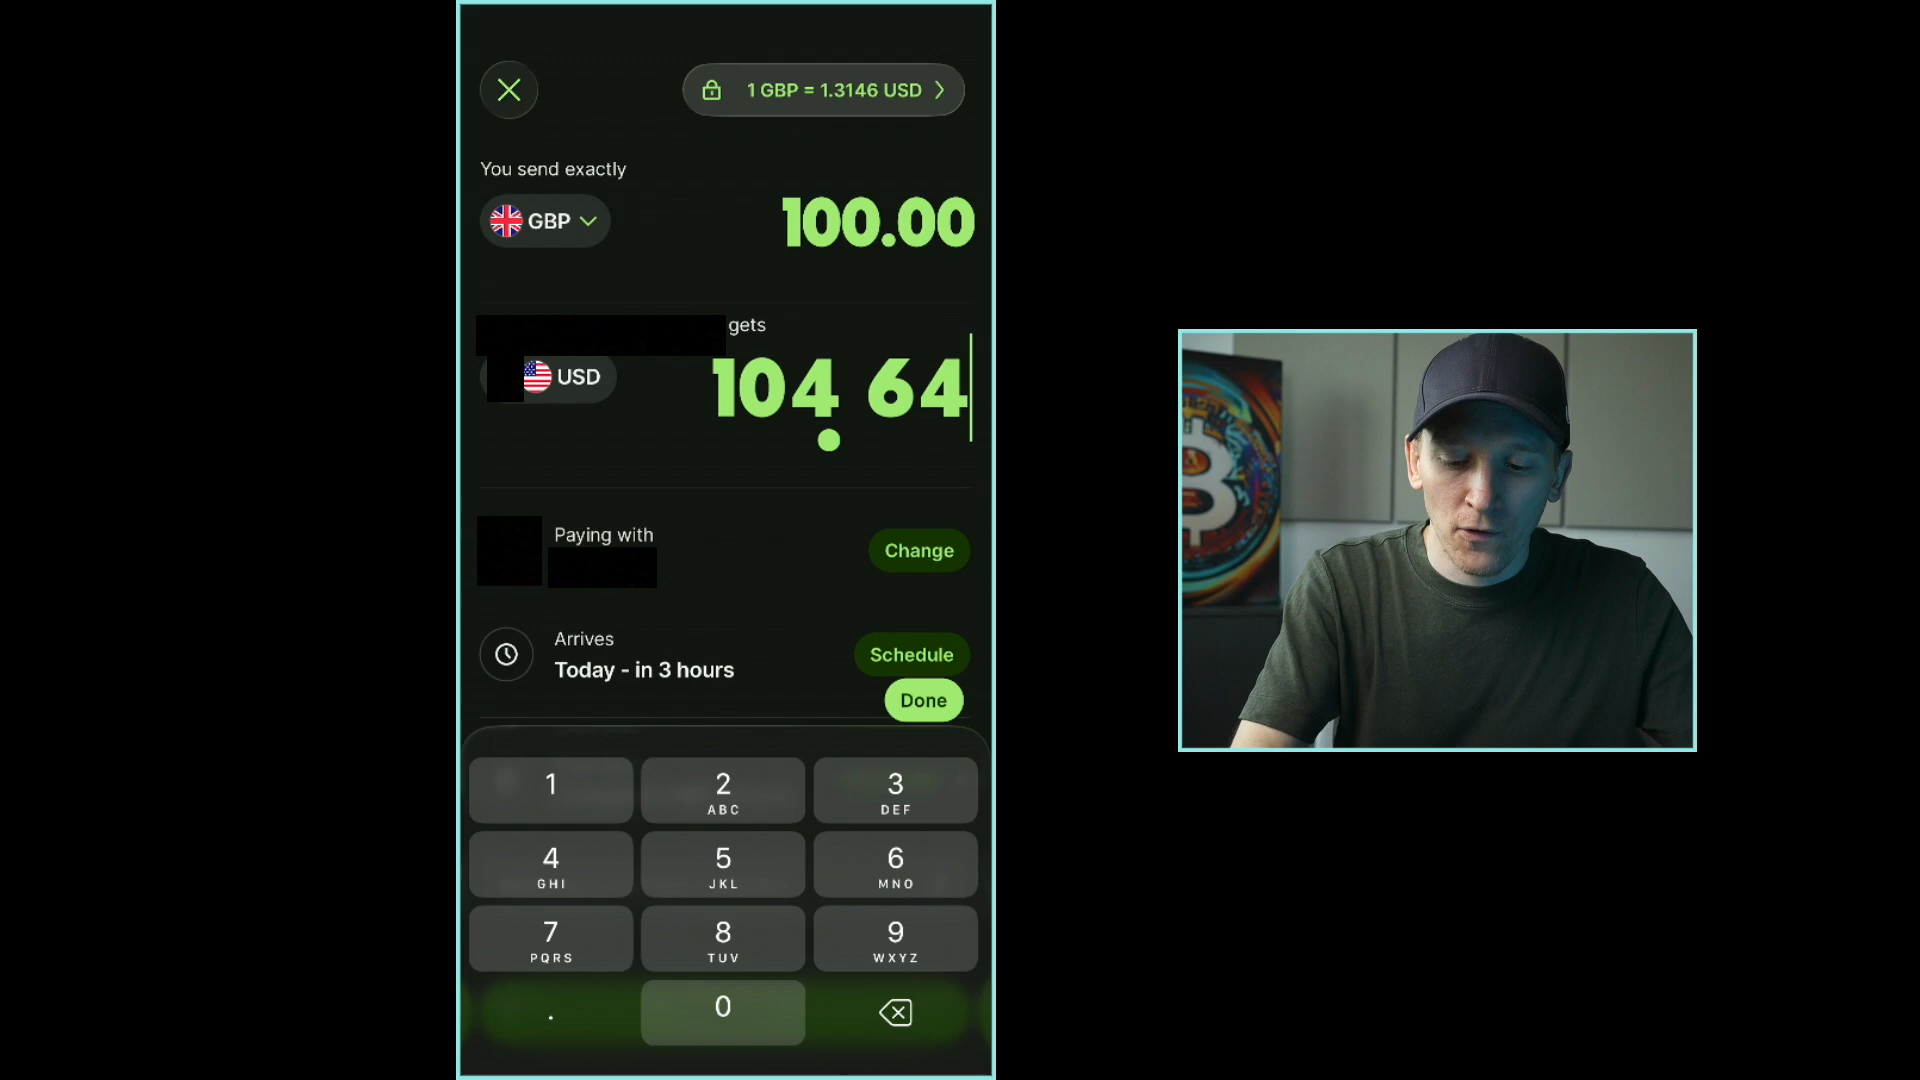 1 GBP = 1.3146 USD
You send exactly
GBP
100.00
gets
USD
104.64
Paying with
Change
Arrives
Today - in 3 hours
Schedule
Done
1
2
ABC
3
DEF
4
GHI
5
JKL
6
MNO
7
PQRS
8
TUV
9
WXYZ
.
0